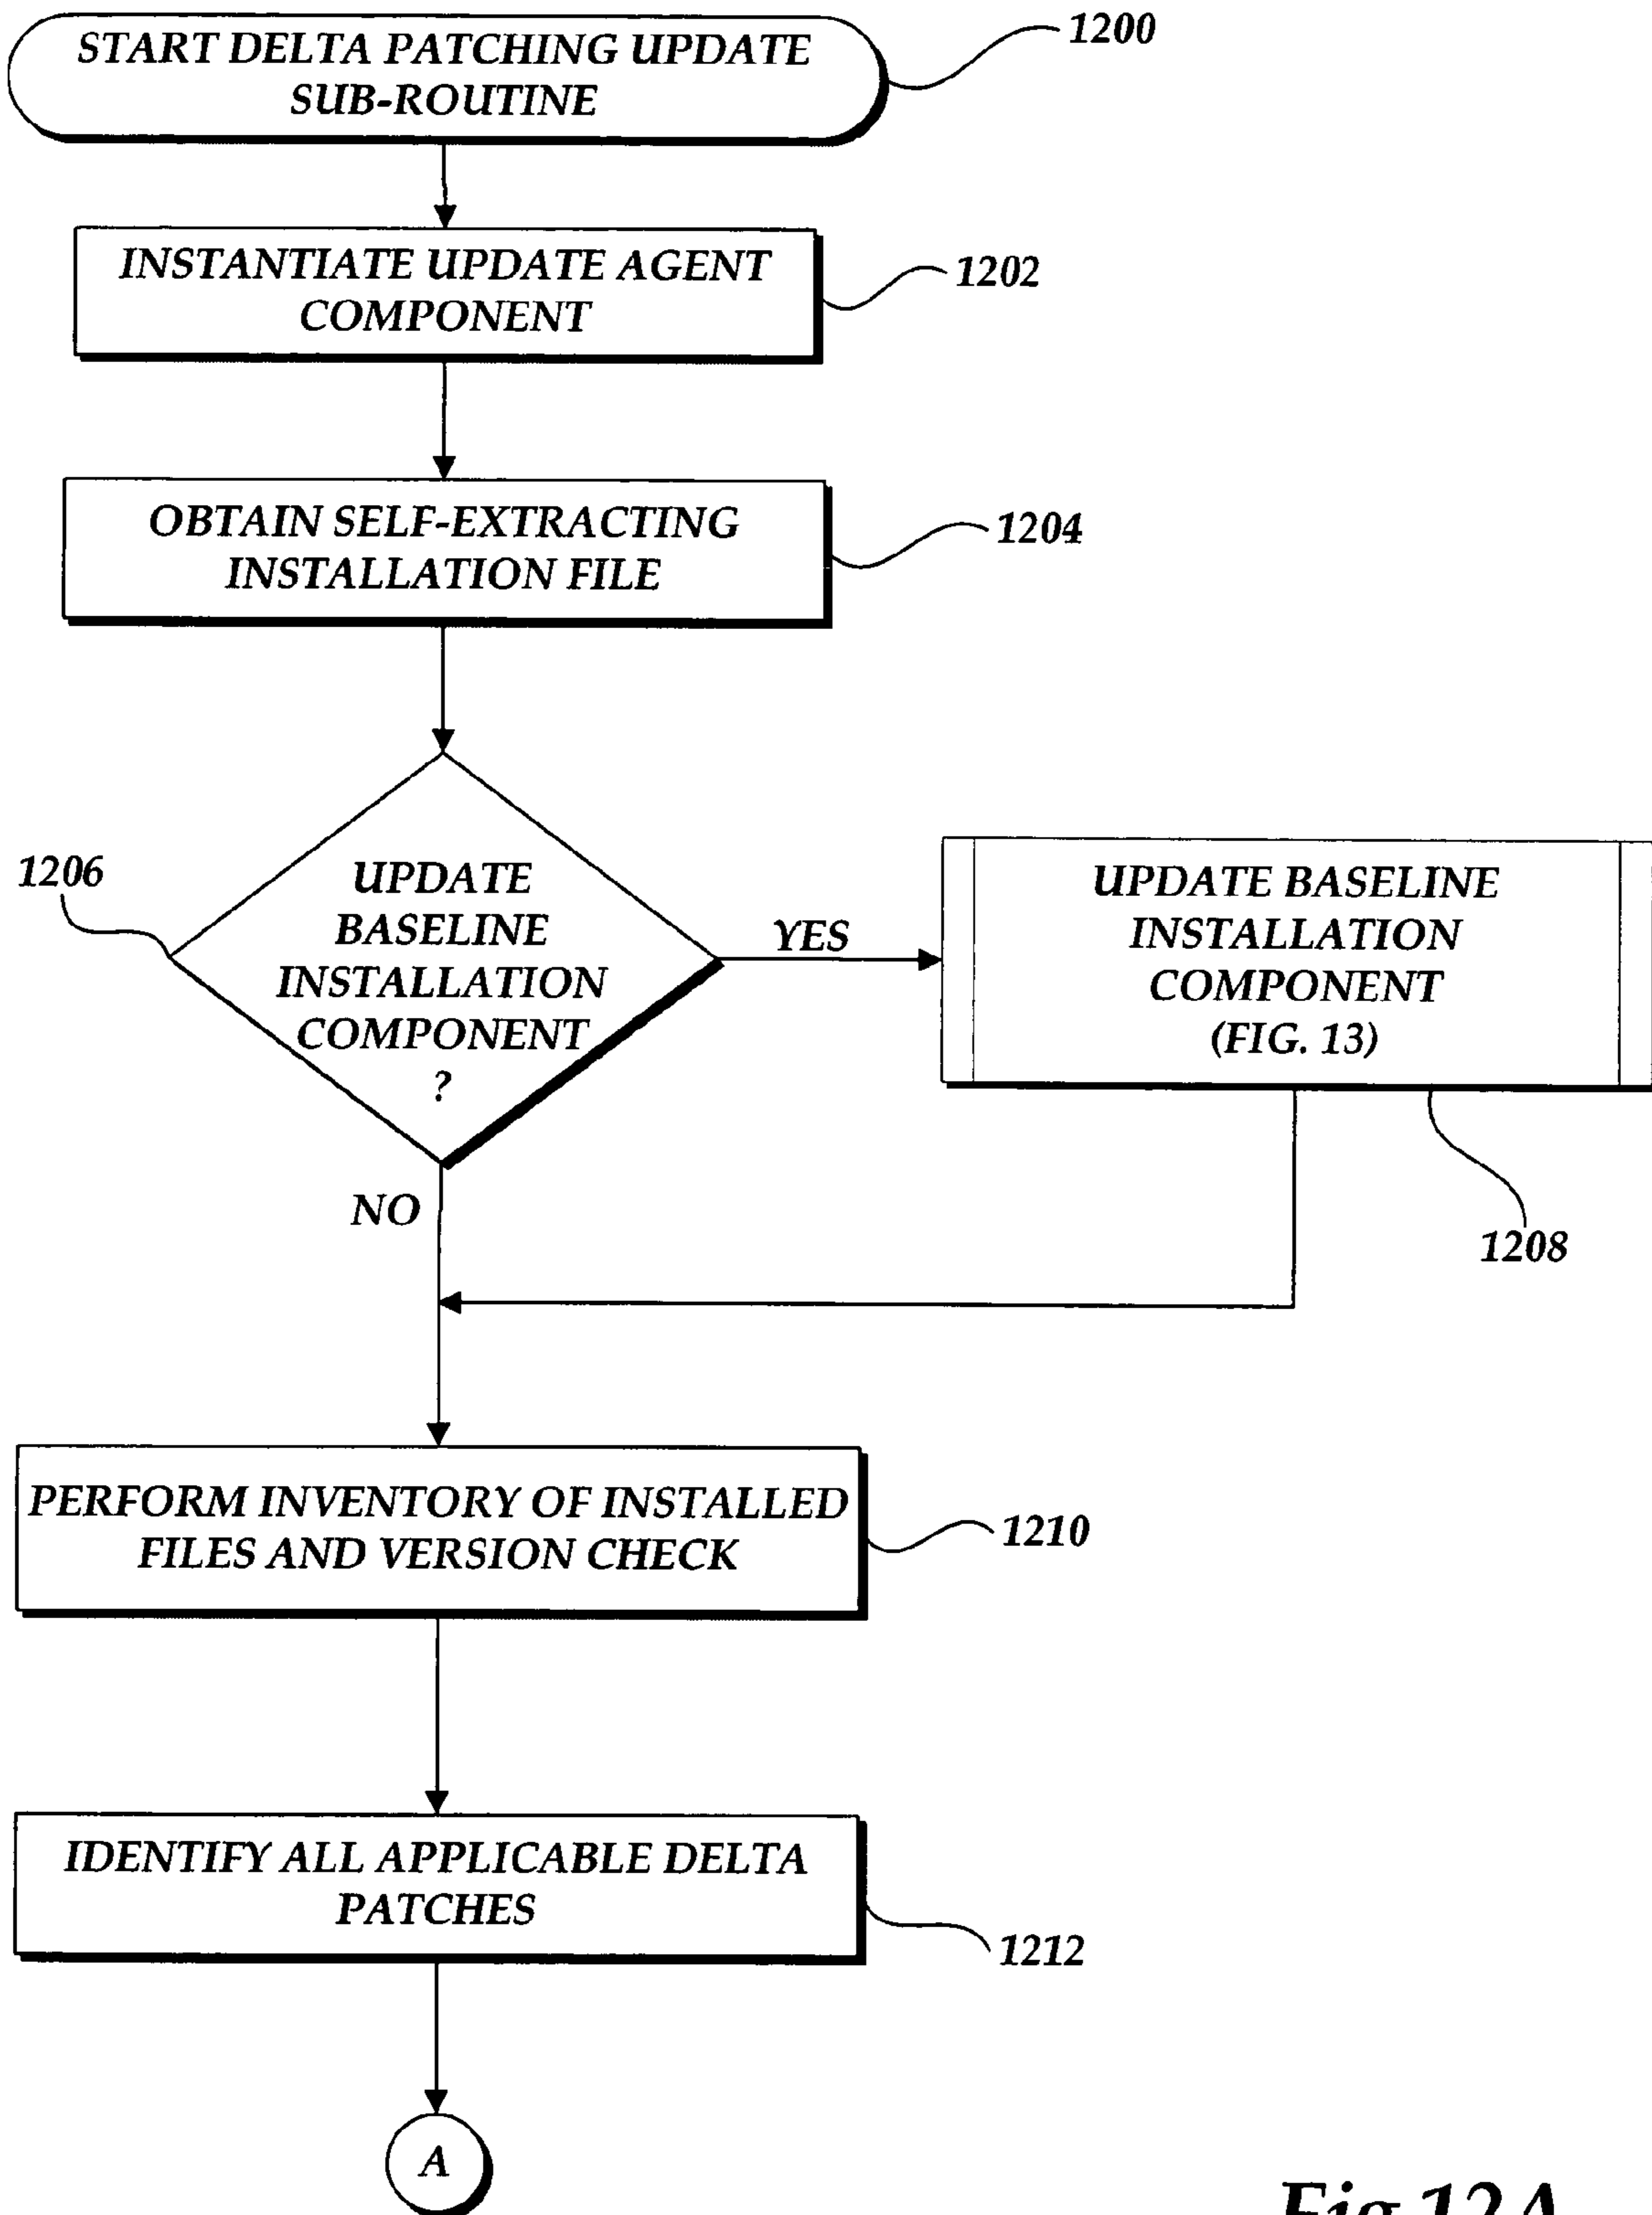 START DELTA PATCHING UPDATE
SUB-ROUTINE
1200
INSTANTIATE UPDATE AGENT
COMPONENT
1202
OBTAIN SELF-EXTRACTING
INSTALLATION FILE
1204
1206
UPDATE
BASELINE
INSTALLATION
COMPONENT
?
YES
UPDATE BASELINE
INSTALLATION
COMPONENT
(FIG. 13)
1208
NO
PERFORM INVENTORY OF INSTALLED
FILES AND VERSION CHECK
1210
IDENTIFY ALL APPLICABLE DELTA
PATCHES
1212
A
Fig.12A